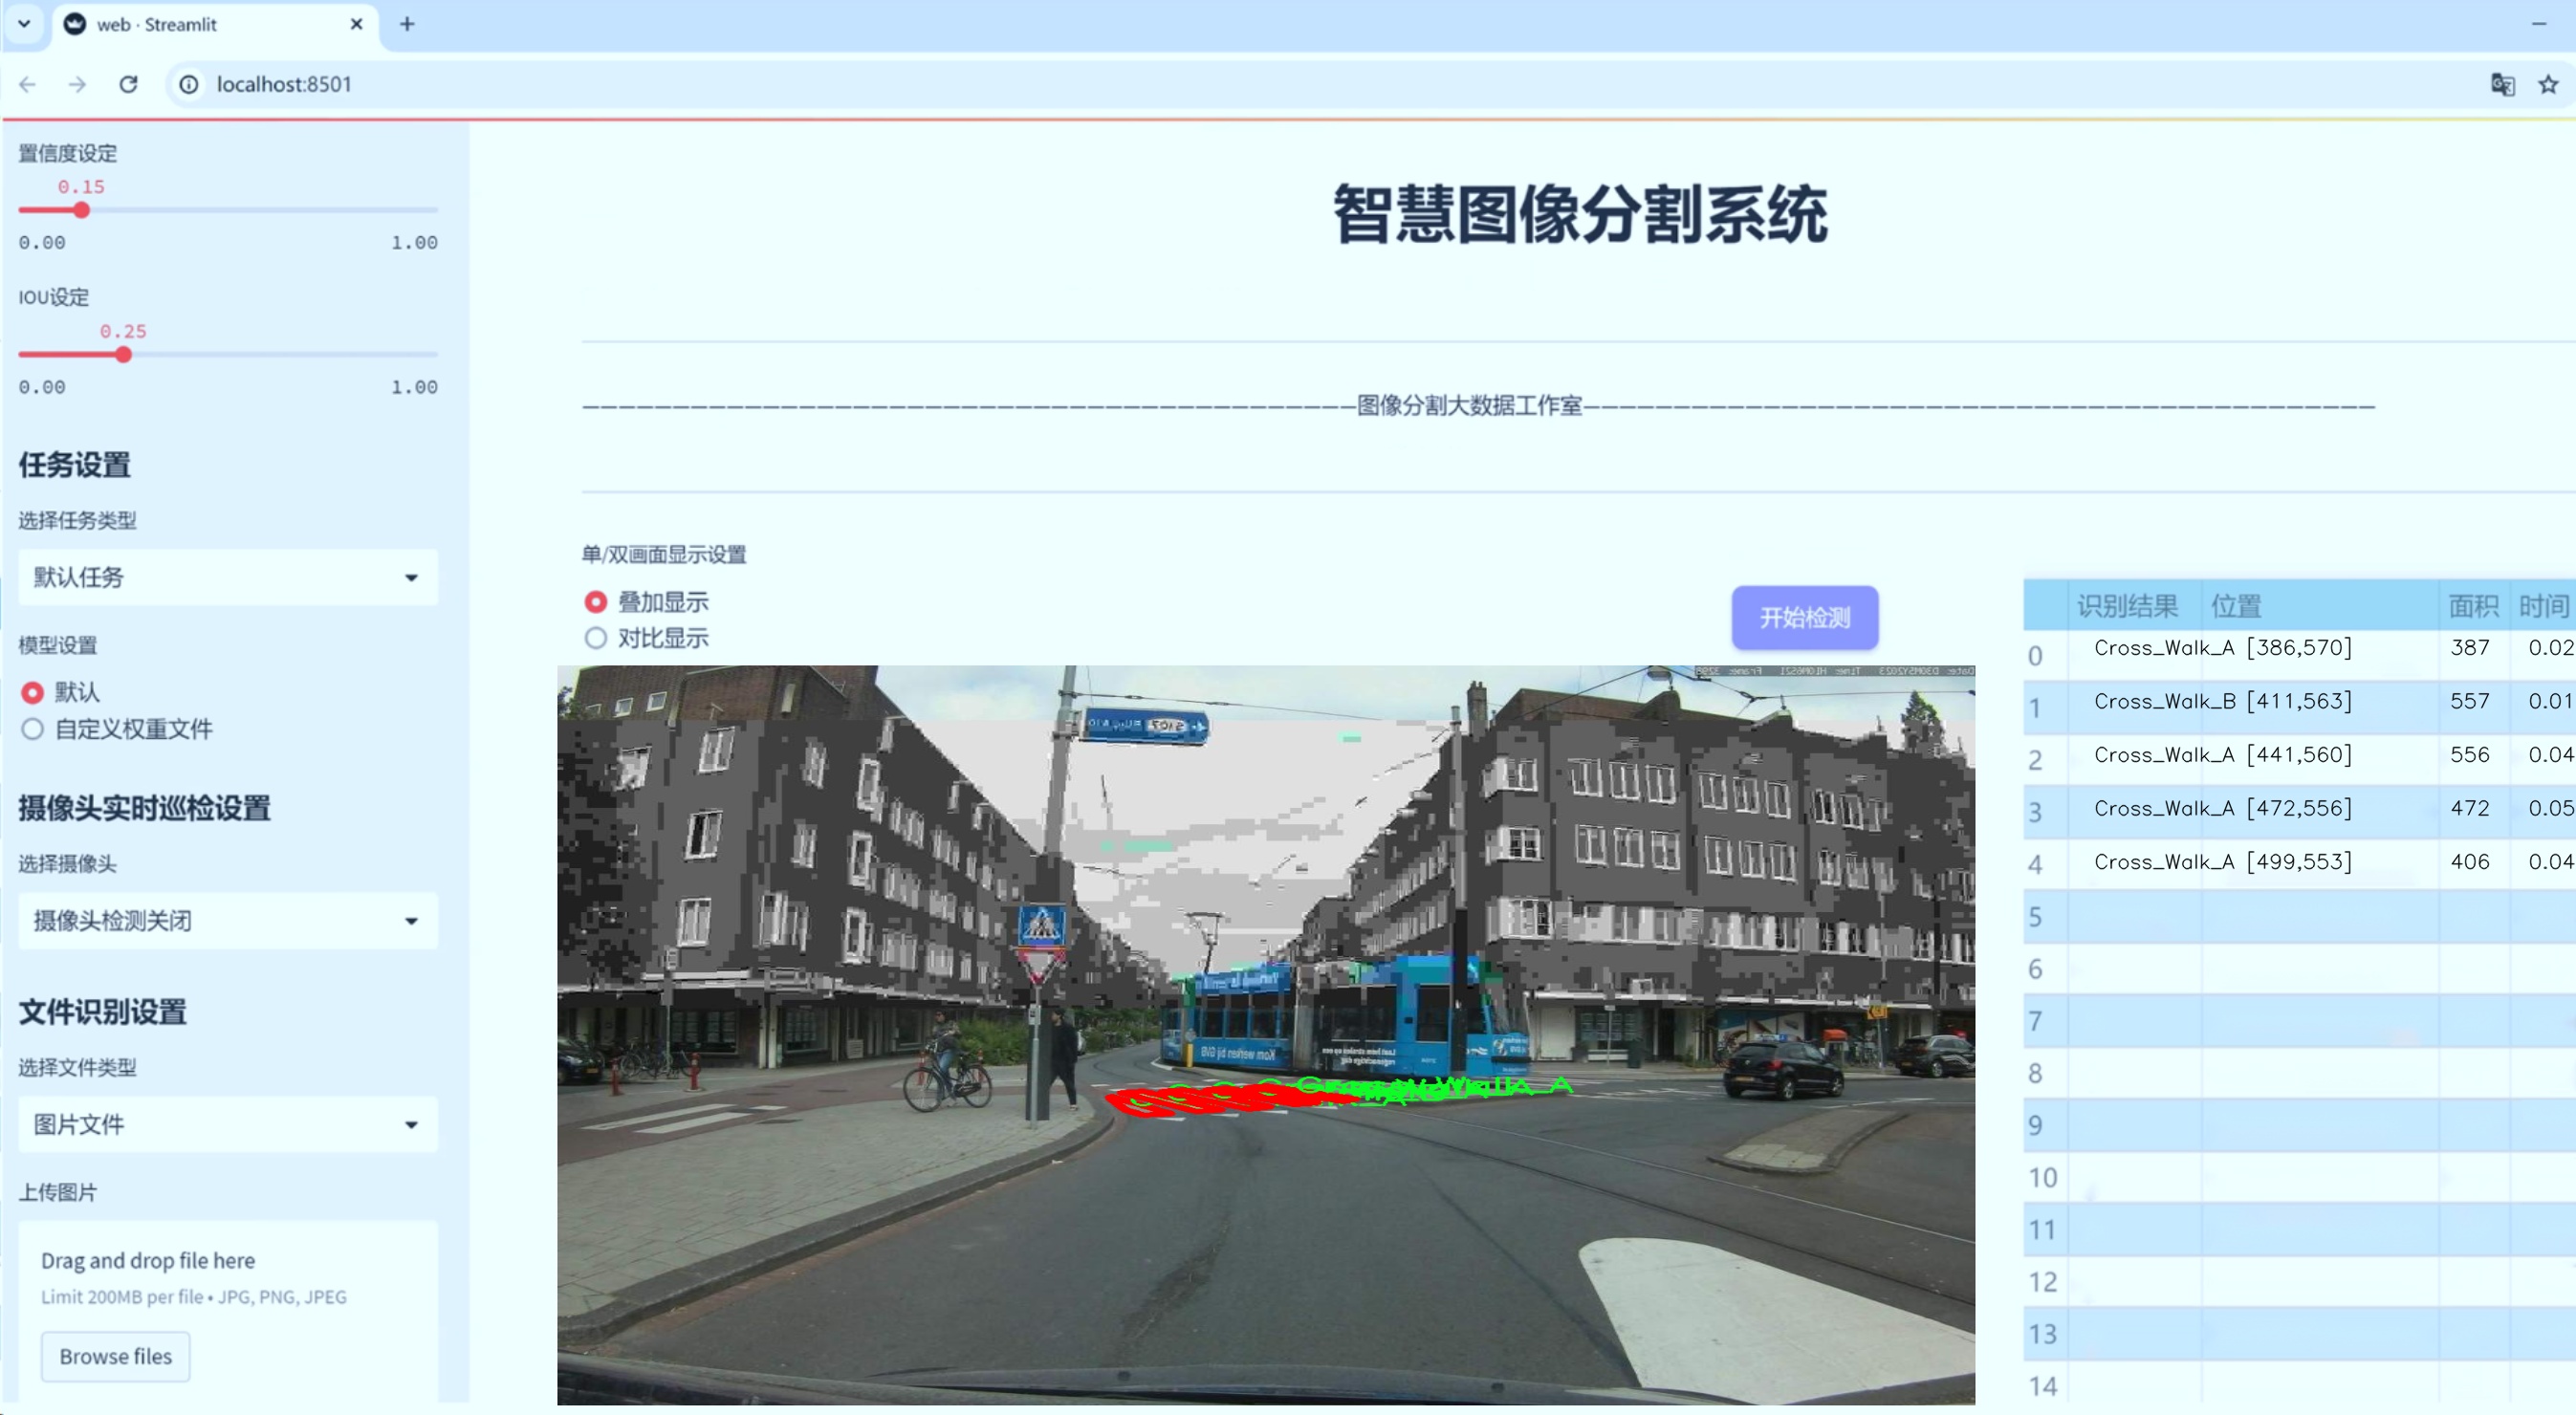 web · Streamlit
localhost:8501
置信度设定
0.15
0.00 1.00
IOU设定
0.25
0.00 1.00
任务设置
选择任务类型
默认任务
模型设置
默认
自定义权重文件
摄像头实时巡检设置
选择摄像头
摄像头检测关闭
文件识别设置
选择文件类型
图片文件
上传图片
Drag and drop file here
Limit 200MB per file • JPG, PNG, JPEG
Browse files
智慧图像分割系统
图像分割大数据工作室
单/双画面显示设置
叠加显示
对比显示
开始检测
s107
Kom werken bij GVB
识别结果 位置 面积 时间
0 Cross_Walk_A [386,570] 387 0.02
1 Cross_Walk_B [411,563] 557 0.01
2 Cross_Walk_A [441,560] 556 0.04
3 Cross_Walk_A [472,556] 472 0.05
4 Cross_Walk_A [499,553] 406 0.04
5
6
7
8
9
10
11
12
13
14